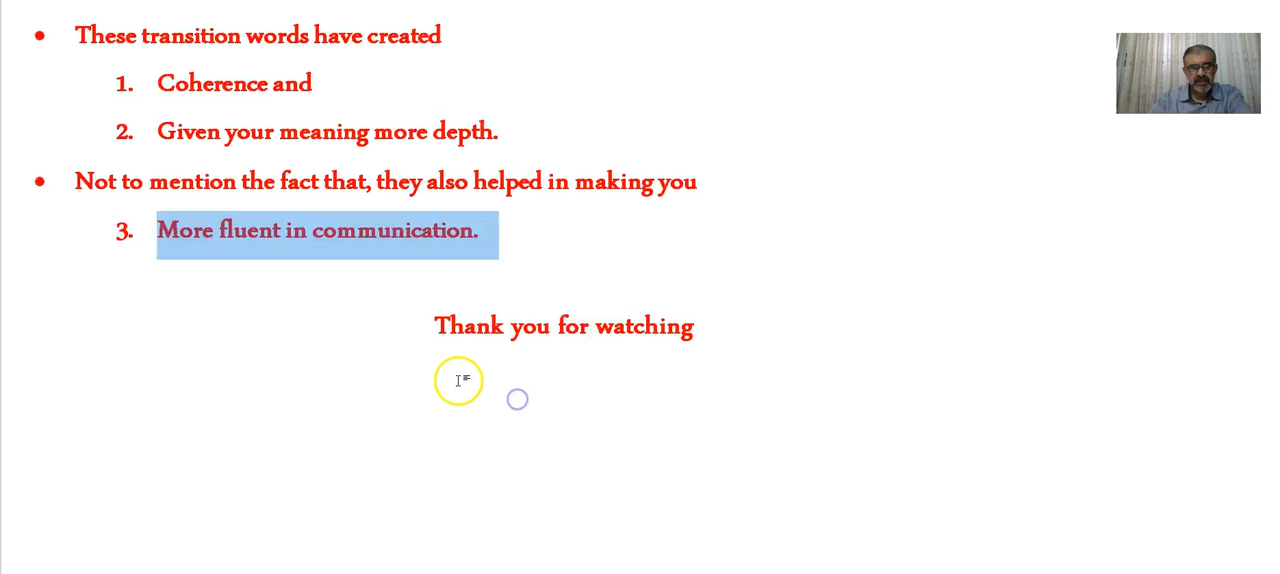 • These transition words have created
1. Coherence and
2. Given your meaning more depth.
• Not to mention the fact that, they also helped in making you
3. More fluent in communication.
Thank you for watching